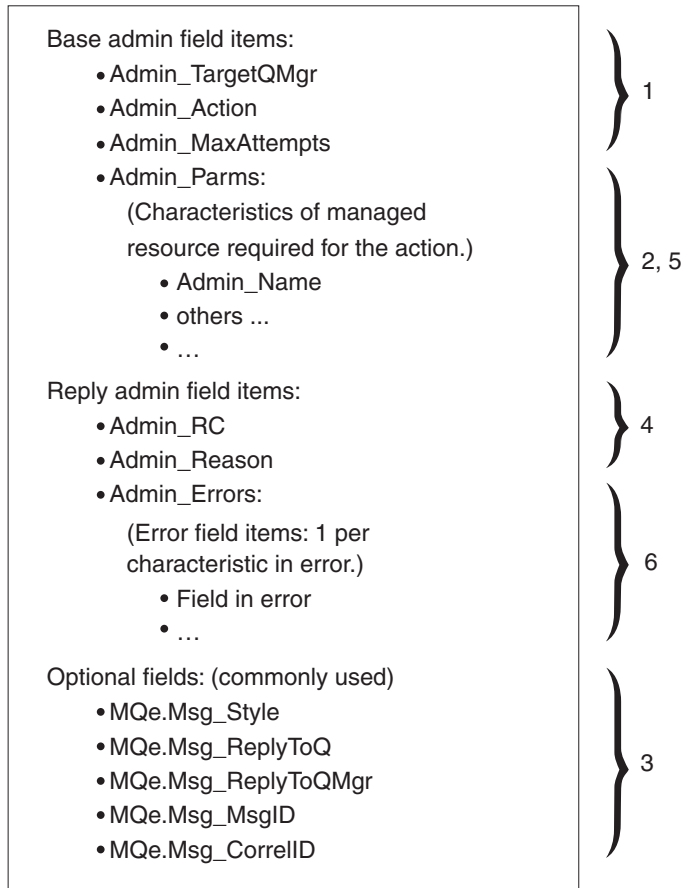 Base admin field items:
• Admin_TargetQMgr
• Admin_Action
• Admin_MaxAttempts
1
• Admin_Parms:
(Characteristics of managed
resource required for the action.)
• Admin_Name
• others ...
• ...
2, 5
Reply admin field items:
• Admin_RC
• Admin_Reason
4
• Admin_Errors:
(Error field items: 1 per
characteristic in error.)
• Field in error
• ...
6
Optional fields: (commonly used)
• MQe.Msg_Style
• MQe.Msg_ReplyToQ
• MQe.Msg_ReplyToQMgr
• MQe.Msg_MsgID
• MQe.Msg_CorrelID
3